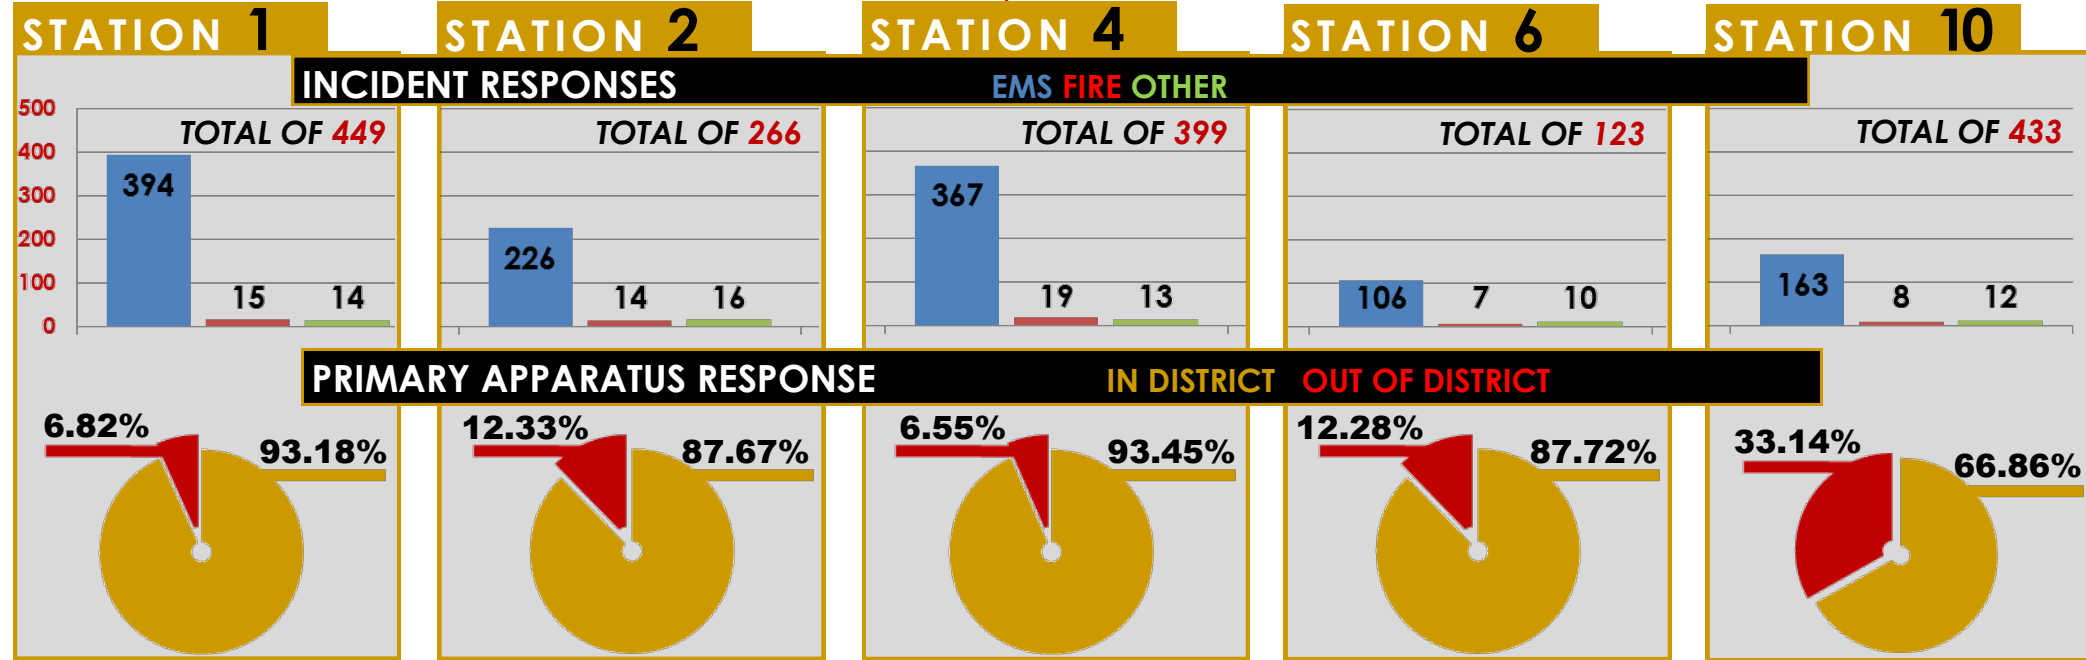 STATION 1
STATION 2
STATION 4
STATION 6
STATION 10
INCIDENT RESPONSES EMS FIRE OTHER
500
400
300
200
100
0
TOTAL OF 449
394
15
14
TOTAL OF 266
226
14
16
TOTAL OF 399
367
19
13
TOTAL OF 123
106
7
10
TOTAL OF 433
163
8
12
PRIMARY APPARATUS RESPONSE IN DISTRICT OUT OF DISTRICT
6.82%
93.18%
12.33%
87.67%
6.55%
93.45%
12.28%
87.72%
33.14%
66.86%